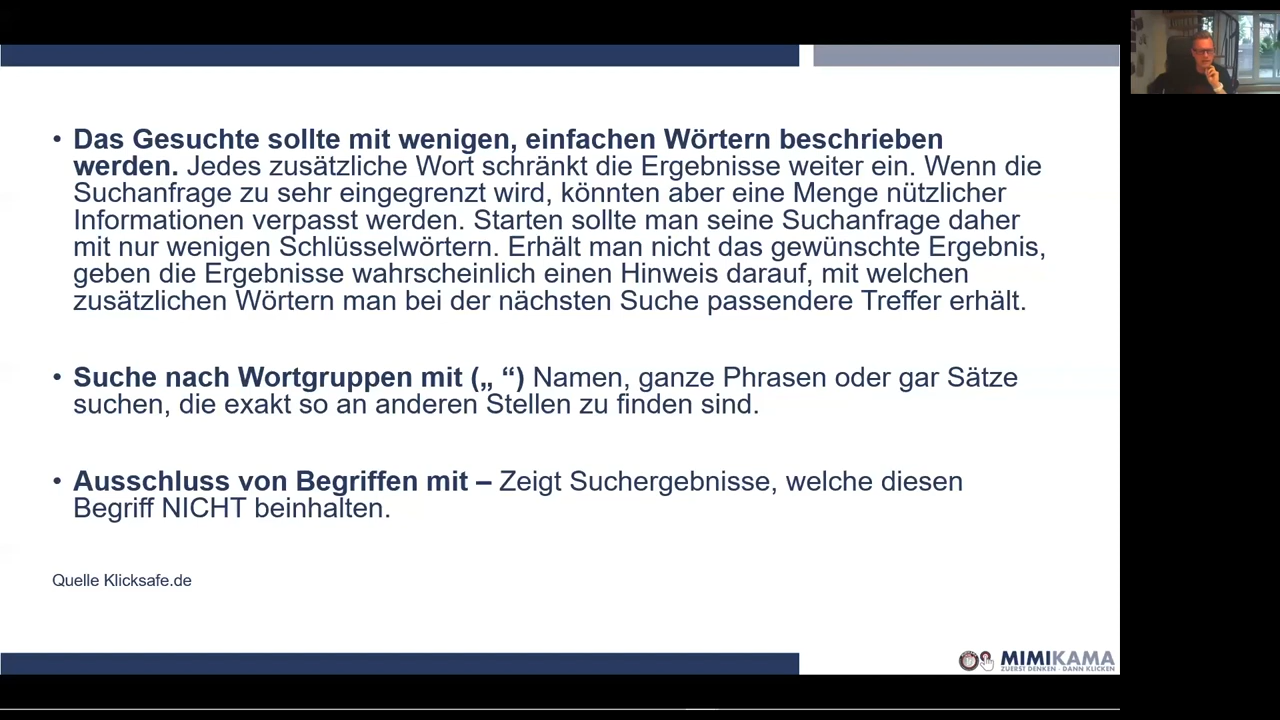 • Das Gesuchte sollte mit wenigen, einfachen Wörtern beschrieben
werden. Jedes zusätzliche Wort schränkt die Ergebnisse weiter ein. Wenn die
Suchanfrage zu sehr eingegrenzt wird, könnten aber eine Menge nützlicher
Informationen verpasst werden. Starten sollte man seine Suchanfrage daher
mit nur wenigen Schlüsselwörtern. Erhält man nicht das gewünschte Ergebnis,
geben die Ergebnisse wahrscheinlich einen Hinweis darauf, mit welchen
zusätzlichen Wörtern man bei der nächsten Suche passendere Treffer erhält.
• Suche nach Wortgruppen mit („ “) Namen, ganze Phrasen oder gar Sätze
suchen, die exakt so an anderen Stellen zu finden sind.
• Ausschluss von Begriffen mit – Zeigt Suchergebnisse, welche diesen
Begriff NICHT beinhalten.
Quelle Klicksafe.de
MIMIKAMA
ZUERST DENKEN - DANN KLICKEN